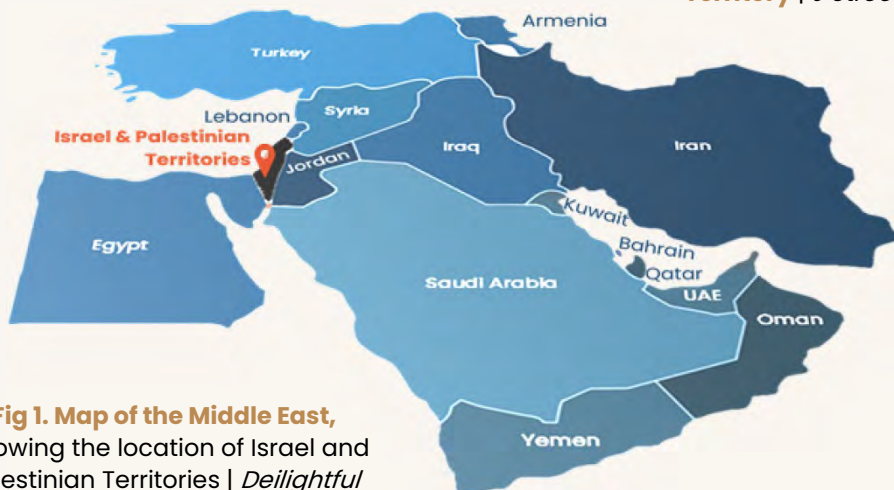 Armenia
Turkey
Lebanon
Syria
Israel & Palestinian
Territories
Jordan
Iraq
Iran
Kuwait
Egypt
Bahrain
Qatar
Saudi Arabia
UAE
Oman
Fig 1. Map of the Middle East,
owing the location of Israel and
estinian Territories | Deilightful
Yemen